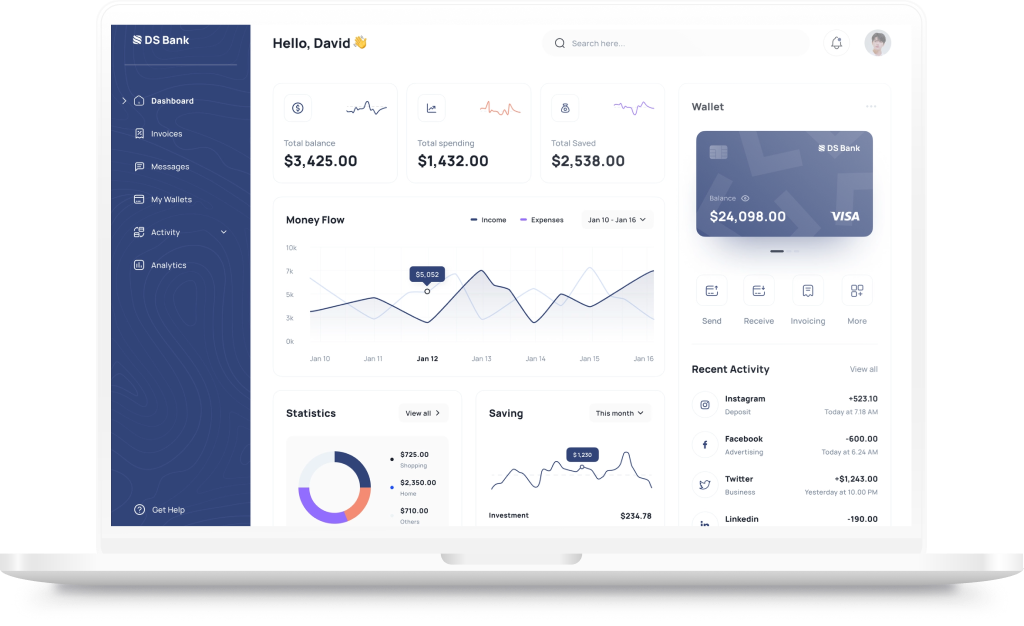 DS Bank
Dashboard
Invoices
Messages
My Wallets
Activity
Analytics
Get Help
Hello, David
Search here...
Total balance
$3,425.00
Total spending
$1,432.00
Total Saved
$2,538.00
Money Flow
Income
Expenses
Jan 10 - Jan 16
10k
7k
5k
3k
0k
$5,052
Jan 10
Jan 11
Jan 12
Jan 13
Jan 14
Jan 15
Jan 16
Statistics
View all
$725.00
Shopping
$2,350.00
Home
$710.00
Others
Saving
This month
$1,230
Investment
$234.78
Wallet
DS Bank
Balance
$24,098.00
VISA
Send
Receive
Invoicing
More
Recent Activity
View all
Instagram
+523.10
Deposit
Today at 7.18 AM
Facebook
-600.00
Advertising
Today at 6.24 AM
Twitter
+$1,243.00
Business
Yesterday at 10.00 PM
Linkedin
-190.00